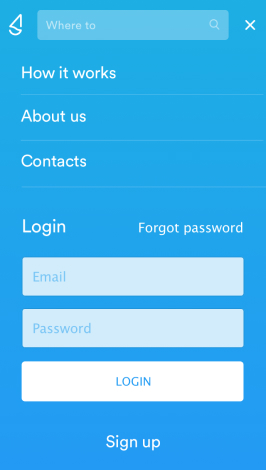 Where to
How it works
About us
Contacts
Login Forgot password
Email
Password
LOGIN
Sign up